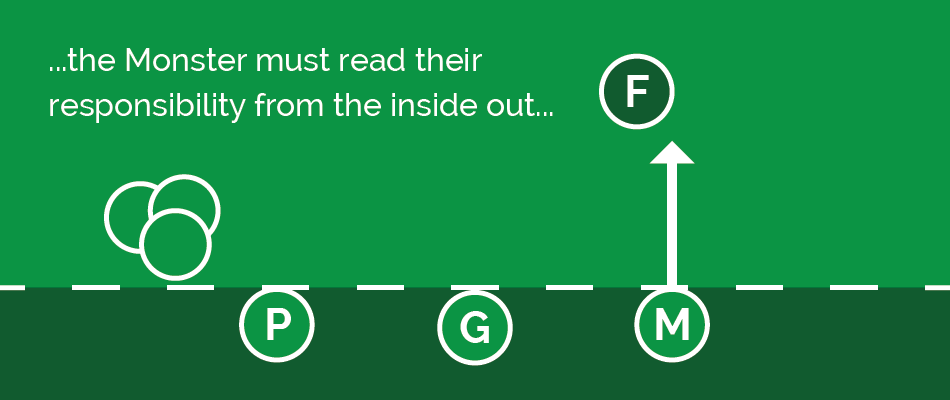 ...the Monster must read their
responsibility from the inside out...
F
P
G
M